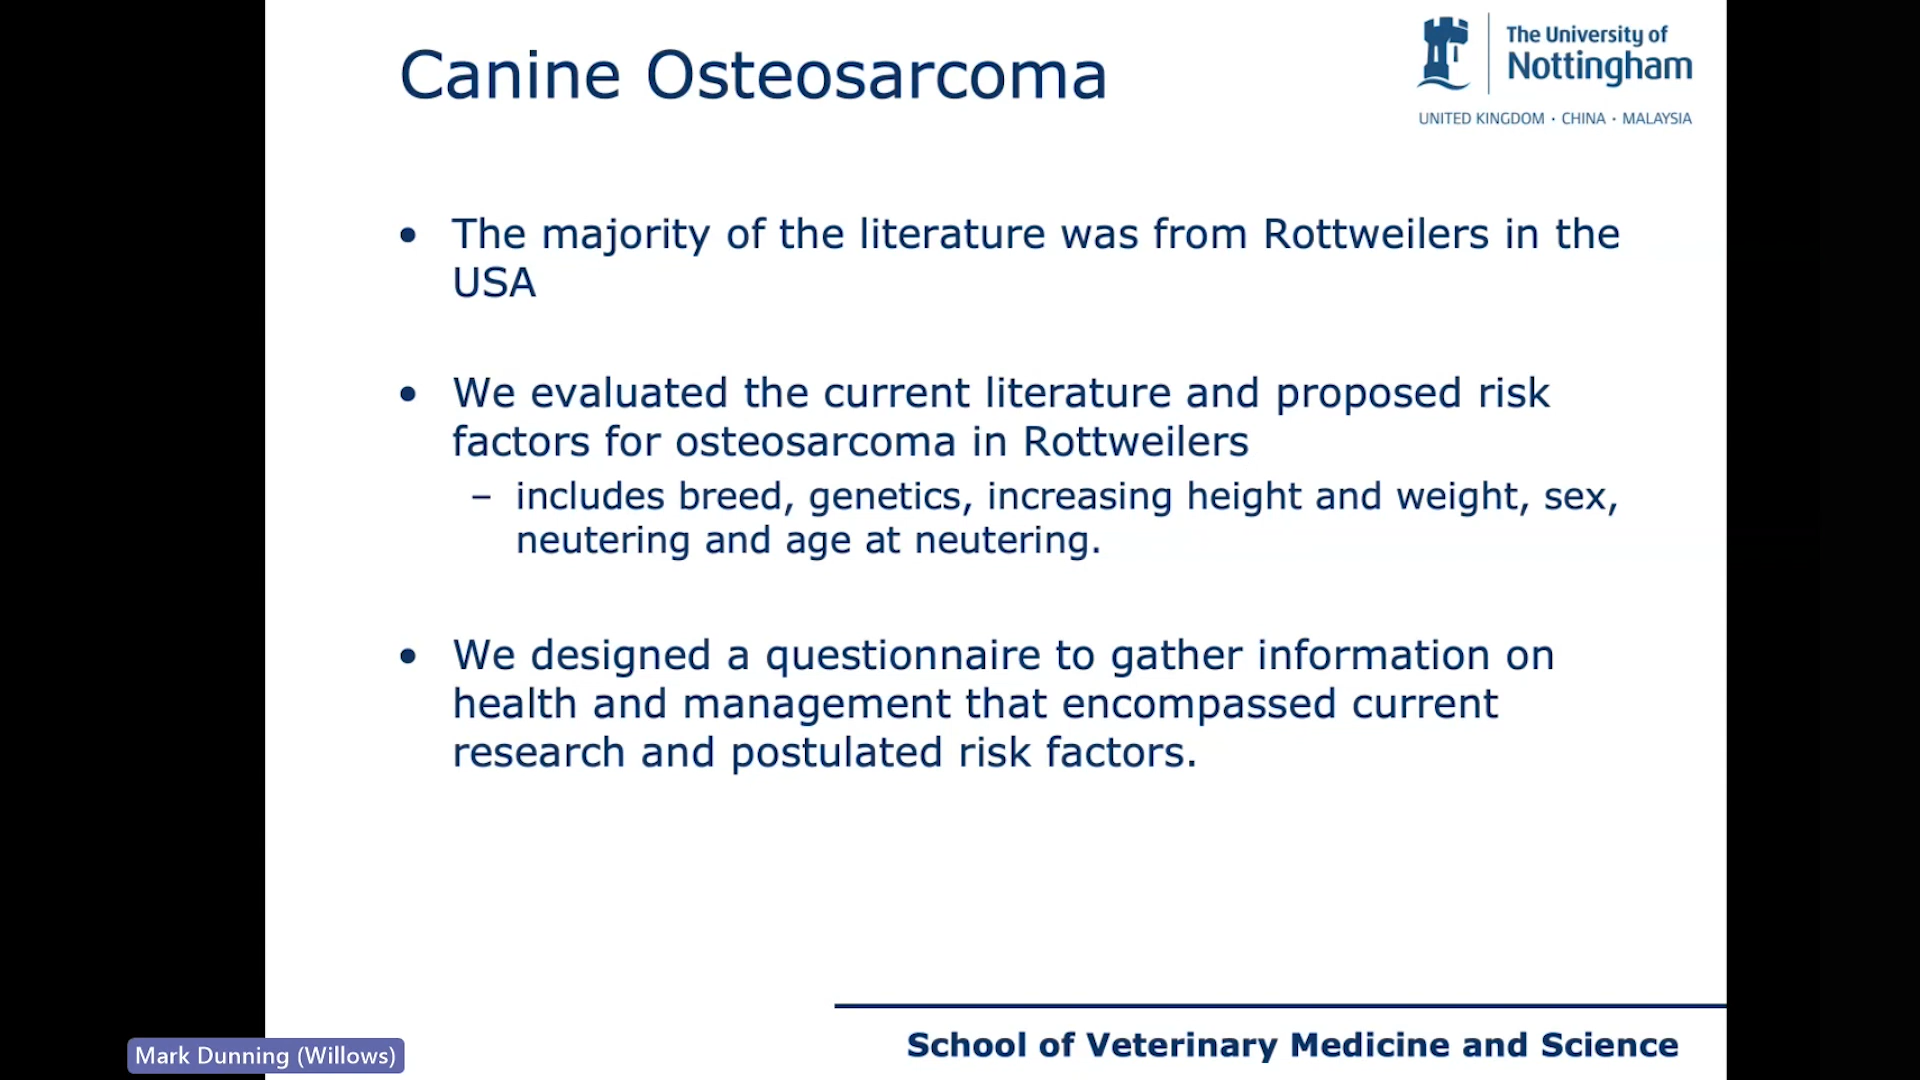 Canine Osteosarcoma
The University of
Nottingham
UNITED KINGDOM · CHINA · MALAYSIA
• The majority of the literature was from Rottweilers in the
USA
• We evaluated the current literature and proposed risk
factors for osteosarcoma in Rottweilers
– includes breed, genetics, increasing height and weight, sex,
neutering and age at neutering.
• We designed a questionnaire to gather information on
health and management that encompassed current
research and postulated risk factors.
School of Veterinary Medicine and Science
Mark Dunning (Willows)